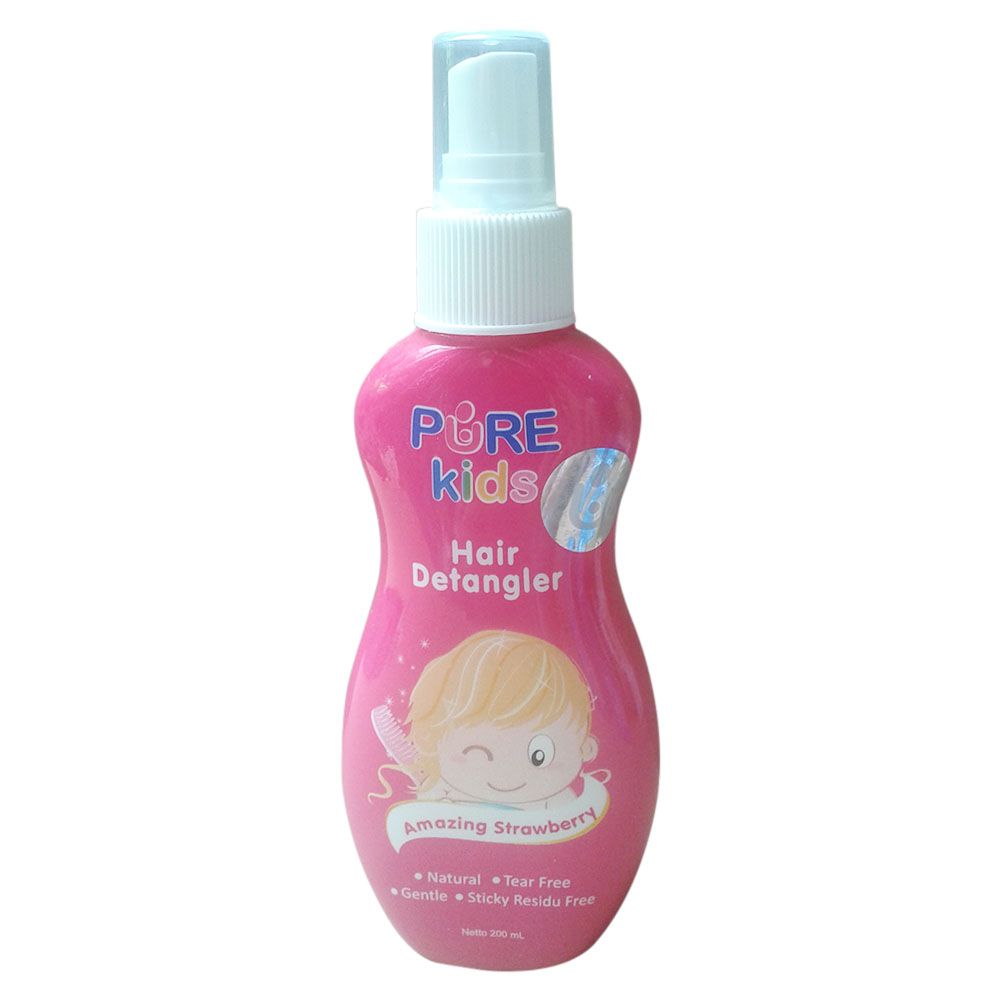 PURE
kids
Hair
Detangler
Amazing Strawberry
• Natural • Tear Free
• Gentle • Sticky Residu Free
Netto 200 mL